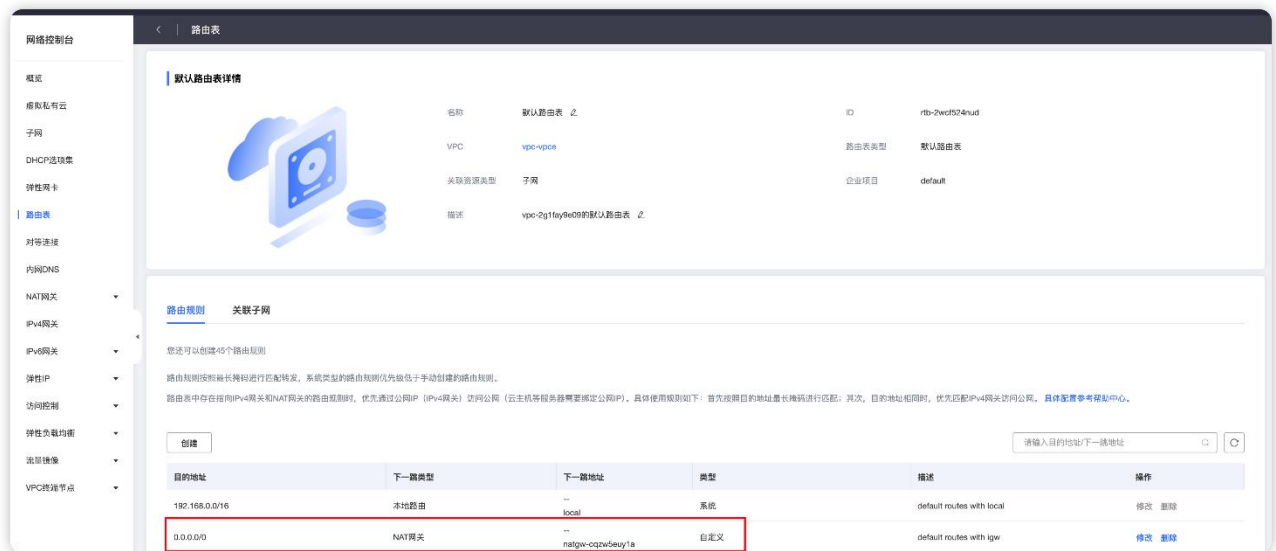 网络控制台
路由表
概览
虚拟私有云
子网
DHCP选项集
弹性网卡
路由表
对等连接
内网DNS
NAT网关
IPv4网关
IPv6网关
弹性IP
访问控制
弹性负载均衡
流量镜像
VPC终端节点
默认路由表详情
名称 默认路由表 ID rtb-2wcf524nud
VPC vpc-vpce 路由表类型 默认路由表
关联资源类型 子网 企业项目 default
描述 vpc-2g1fay9e09的默认路由表
路由规则 关联子网
您还可以创建45个路由规则
路由规则按照最长掩码进行匹配转发，系统类型的路由规则优先级低于手动创建的路由规则。
路由表中存在指向IPv4网关和NAT网关的路由规则时，优先通过公网IP（IPv4网关）访问公网（云主机等服务器需要绑定公网IP）。具体使用规则如下：首先按照目的地址最长掩码进行匹配；其次，目的地址相同时，优先匹配IPv4网关访问公网。具体配置参考帮助中心。
创建 请输入目的地址/下一跳地址
目的地址 下一跳类型 下一跳地址 类型 描述 操作
192.168.0.0/16 本地路由 -- local 系统 default routes with local 修改 删除
0.0.0.0/0 NAT网关 -- natgw-cqzw5euy1a 自定义 default routes with igw 修改 删除